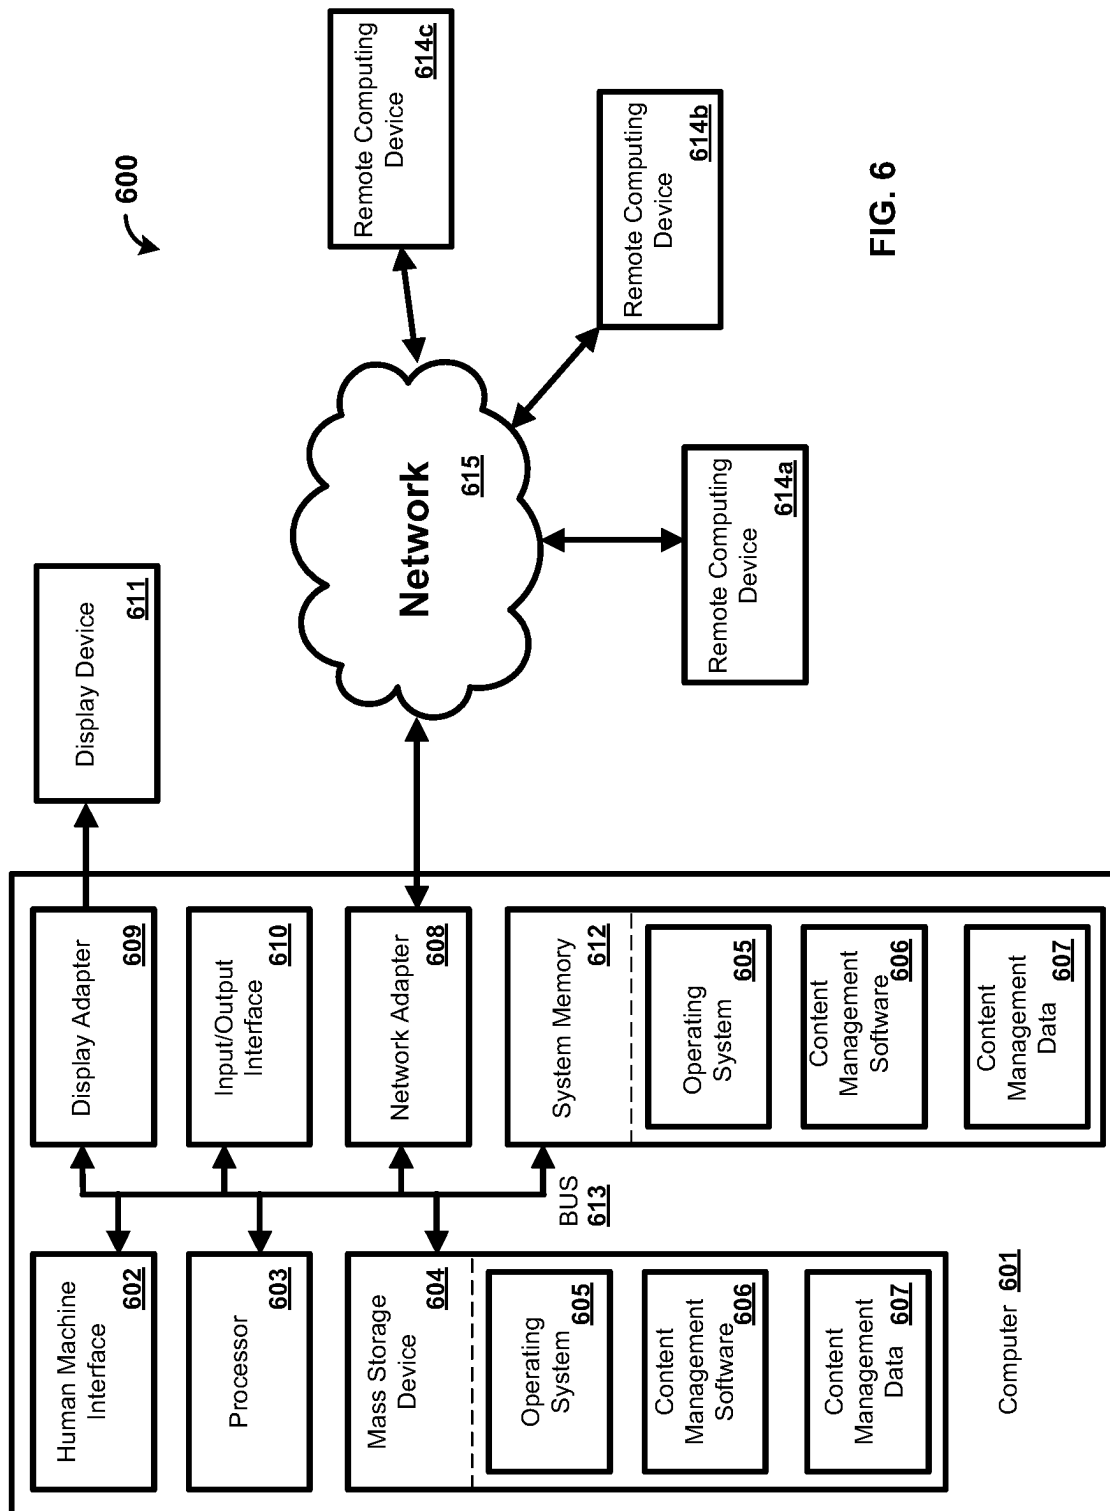 600
Human Machine
Interface
602
Processor
603
Mass Storage
Device
604
Operating
System
605
Content
Management
Software
606
Content
Management
Data
607
Computer 601
BUS
613
Display Adapter
609
Input/Output
Interface
610
Network Adapter
608
System Memory
612
Operating
System
605
Content
Management
Software
606
Content
Management
Data
607
Display Device
611
Network
615
Remote Computing
Device
614a
Remote Computing
Device
614b
Remote Computing
Device
614c
FIG. 6